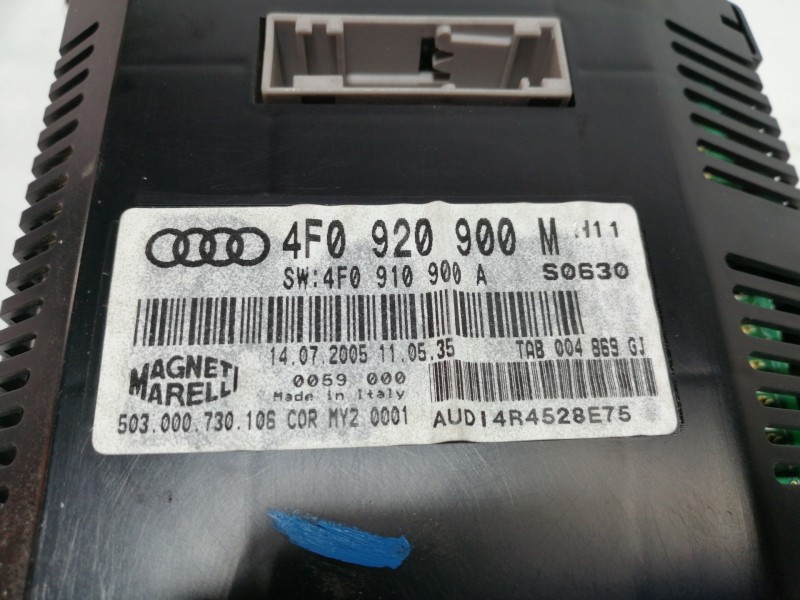 4F0 920 900 M H11
SW:4F0 910 900 A S0630
14.07.2005 11.05.35 TAB 004 869 GJ
MAGNETI MARELLI
0059 000
Made in Italy
503.000.730.106 COR MY2 0001 AUDI4R4528E75